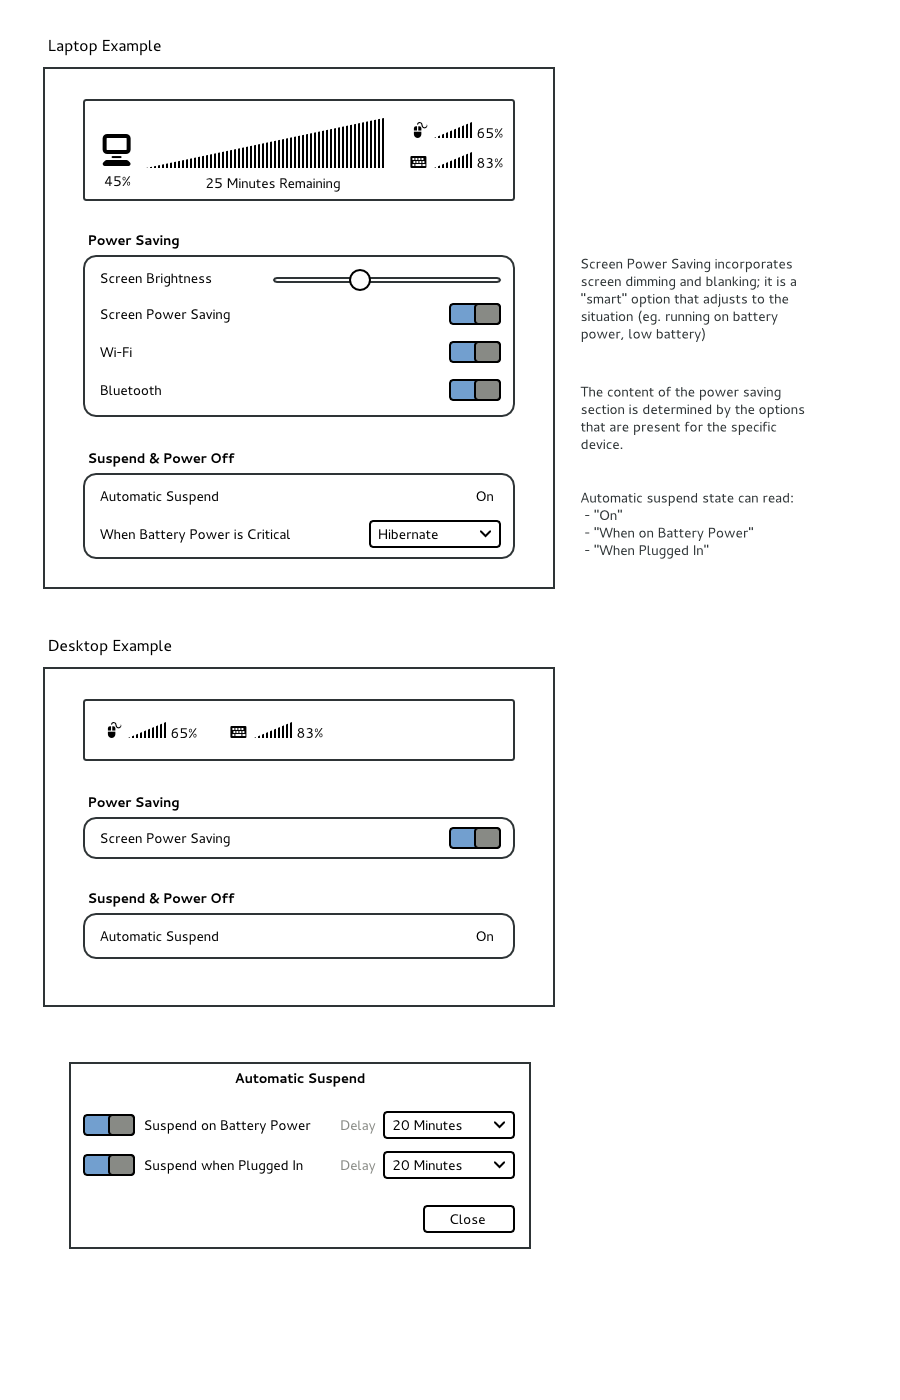 Laptop Example
65%
83%
45%
25 Minutes Remaining
Power Saving
Screen Brightness
Screen Power Saving
Wi-Fi
Bluetooth
Screen Power Saving incorporates
screen dimming and blanking; it is a
"smart" option that adjusts to the
situation (eg. running on battery
power, low battery)
The content of the power saving
section is determined by the options
that are present for the specific
device.
Suspend & Power Off
Automatic Suspend On
When Battery Power is Critical Hibernate
Automatic suspend state can read:
- "On"
- "When on Battery Power"
- "When Plugged In"
Desktop Example
65% 83%
Power Saving
Screen Power Saving
Suspend & Power Off
Automatic Suspend On
Automatic Suspend
Suspend on Battery Power Delay 20 Minutes
Suspend when Plugged In Delay 20 Minutes
Close